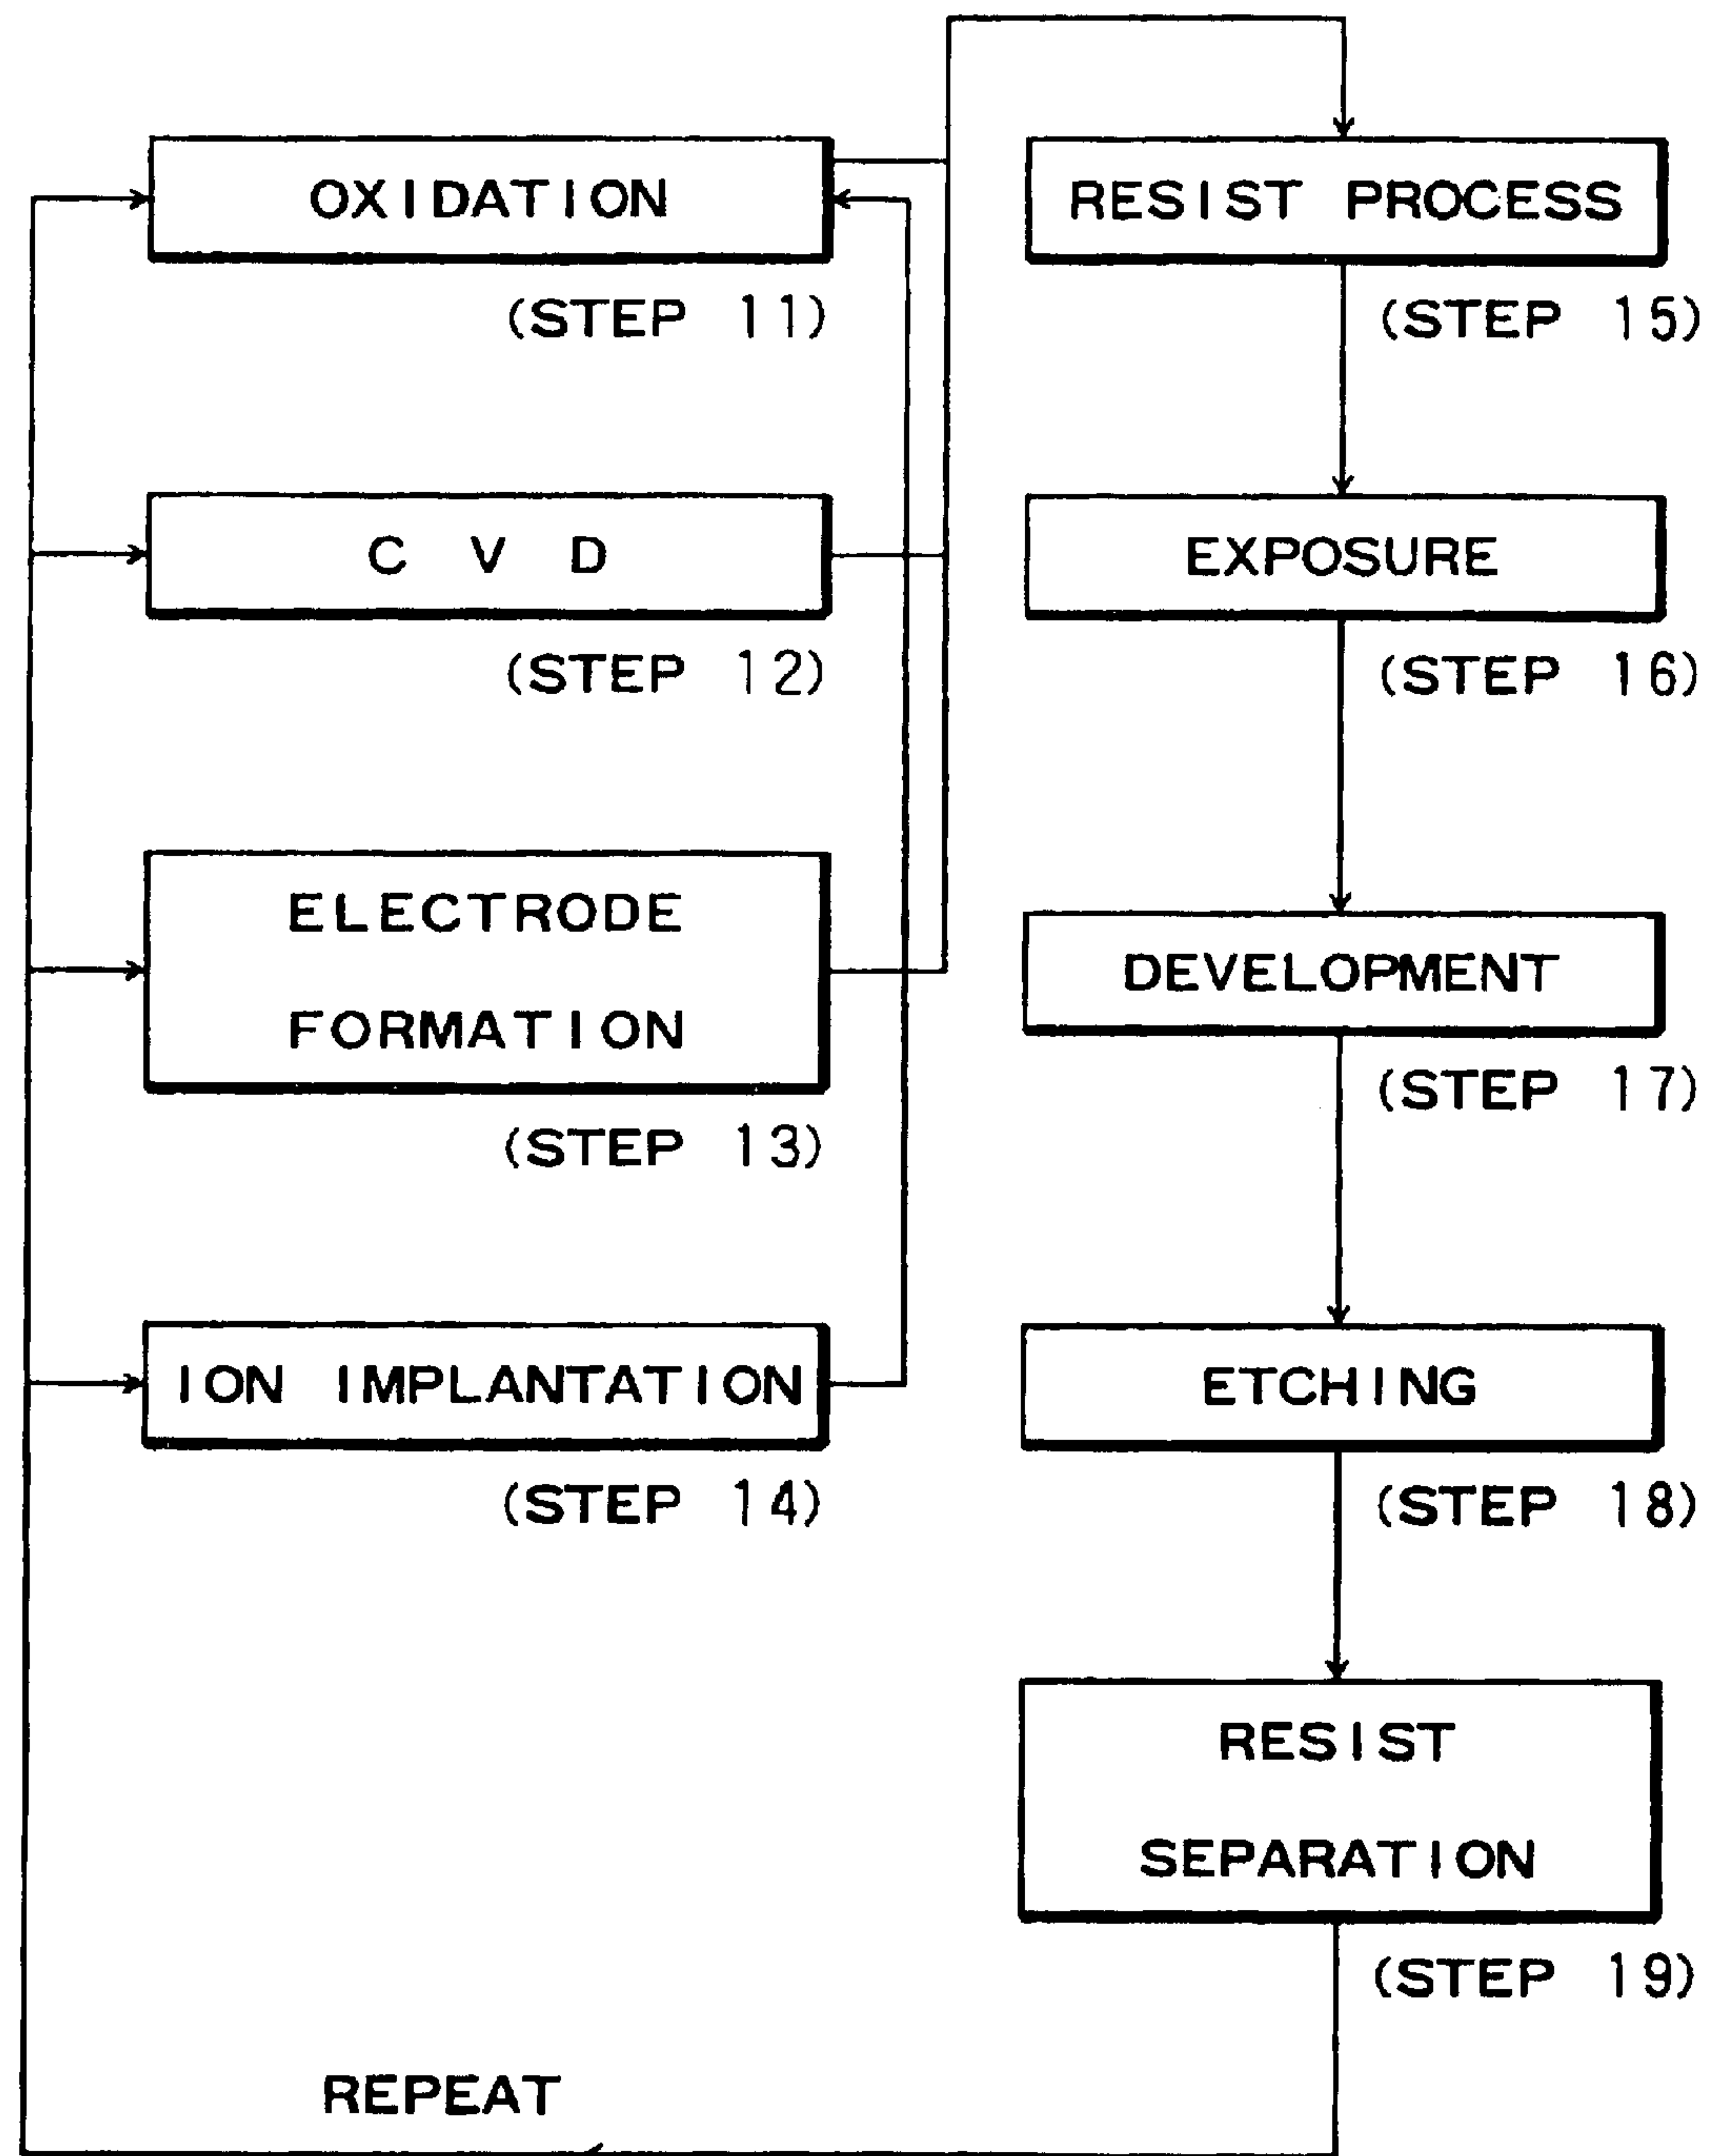 OXIDATION
(STEP 11)
CVD
(STEP 12)
ELECTRODE
FORMATION
(STEP 13)
ION IMPLANTATION
(STEP 14)
RESIST PROCESS
(STEP 15)
EXPOSURE
(STEP 16)
DEVELOPMENT
(STEP 17)
ETCHING
(STEP 18)
RESIST
SEPARATION
(STEP 19)
REPEAT